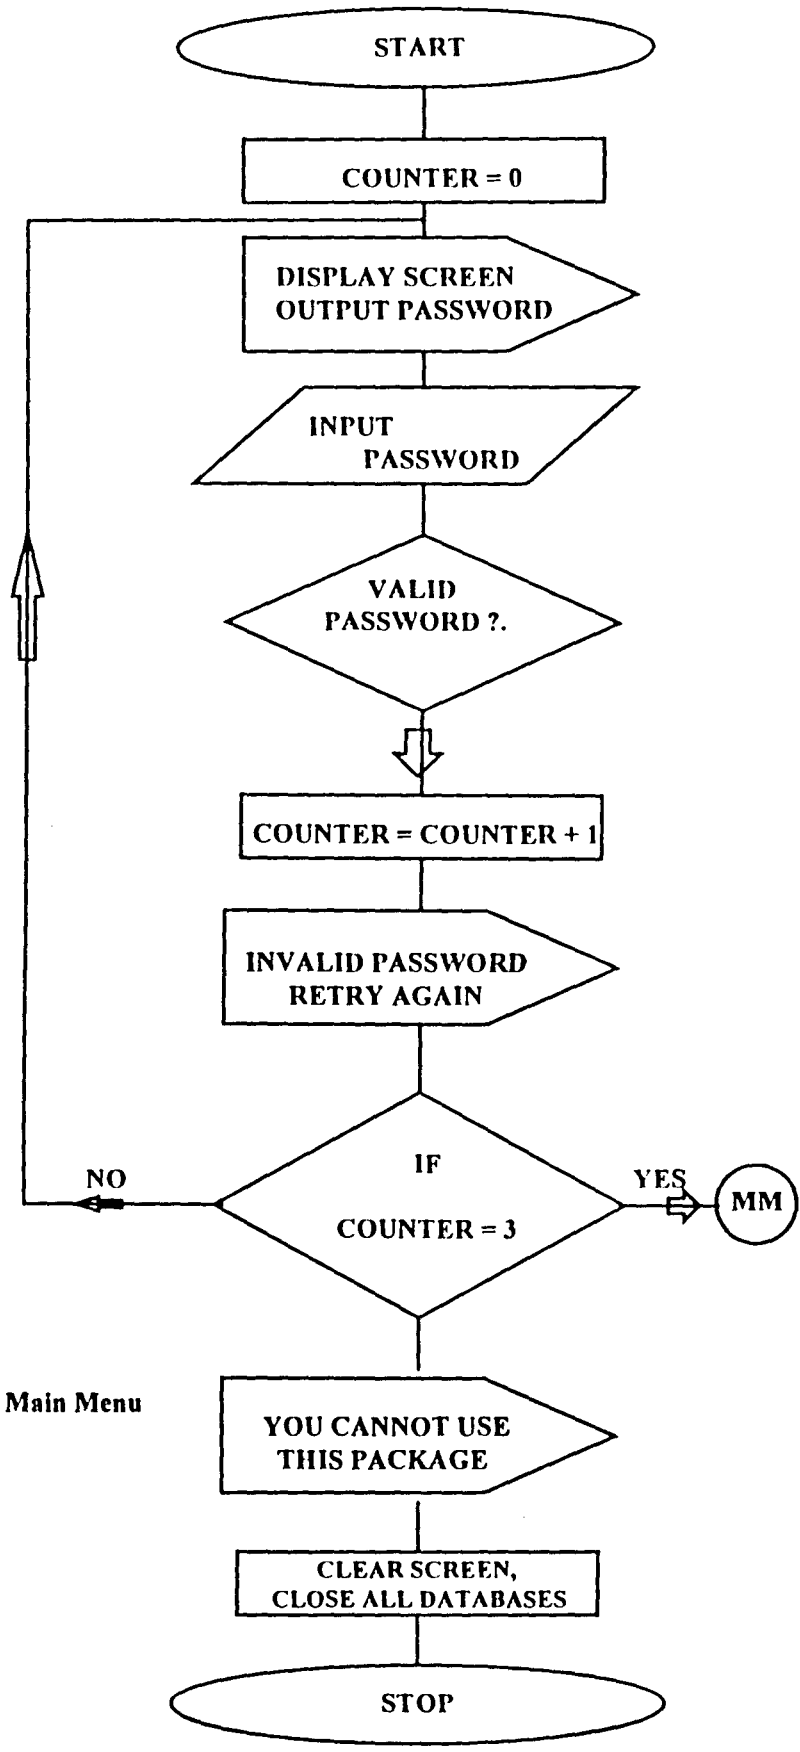 START
COUNTER = 0
DISPLAY SCREEN
OUTPUT PASSWORD
INPUT
PASSWORD
VALID
PASSWORD ?.
COUNTER = COUNTER + 1
INVALID PASSWORD
RETRY AGAIN
IF
COUNTER = 3
NO
YES
MM
Main Menu
YOU CANNOT USE
THIS PACKAGE
CLEAR SCREEN,
CLOSE ALL DATABASES
STOP